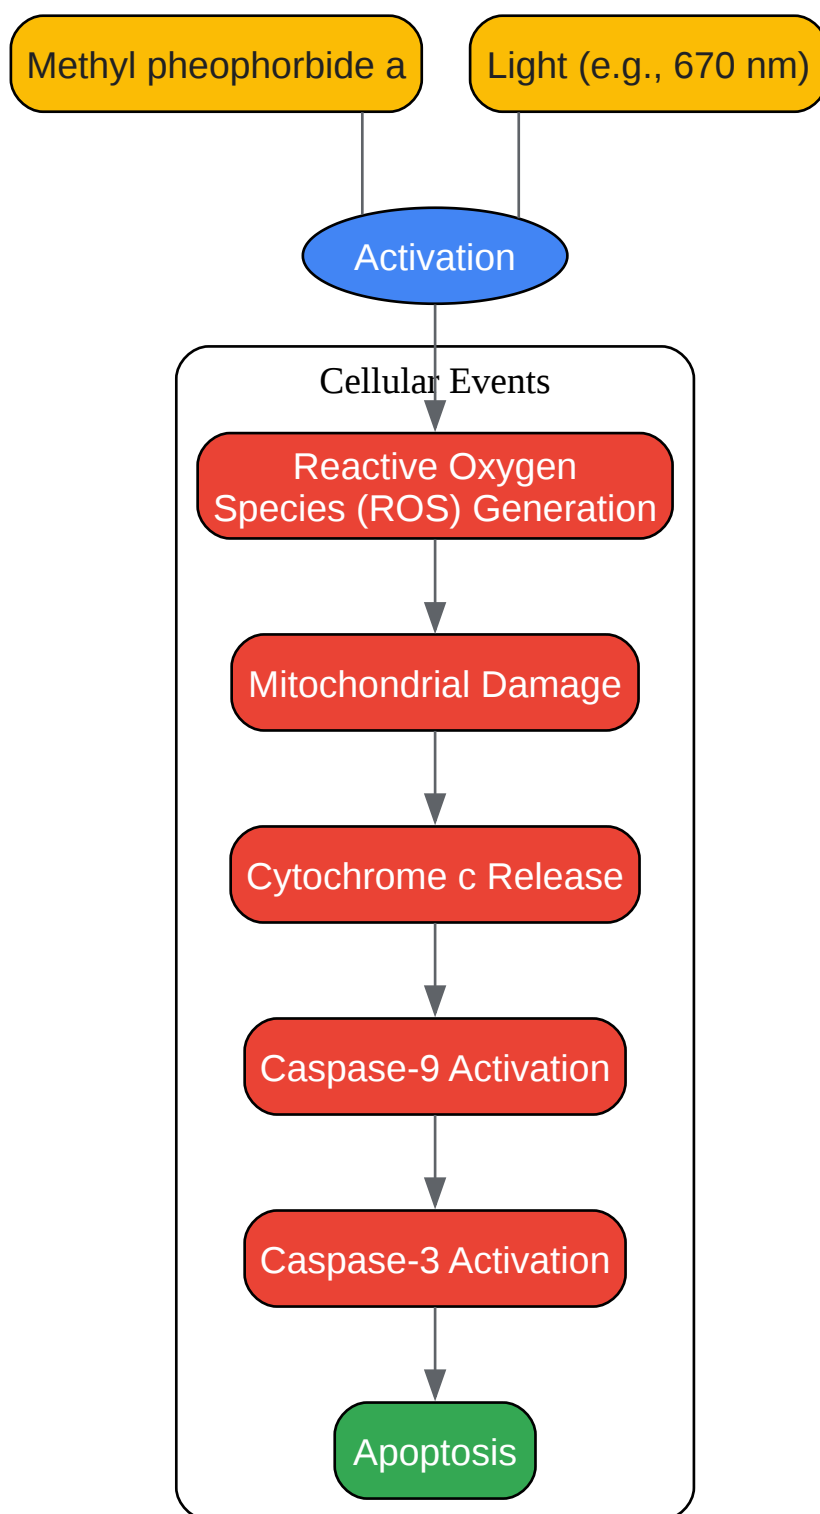 Methyl pheophorbide a
Light (e.g., 670 nm)
Activation
Cellular Events
Reactive Oxygen
Species (ROS) Generation
Mitochondrial Damage
Cytochrome c Release
Caspase-9 Activation
Caspase-3 Activation
Apoptosis